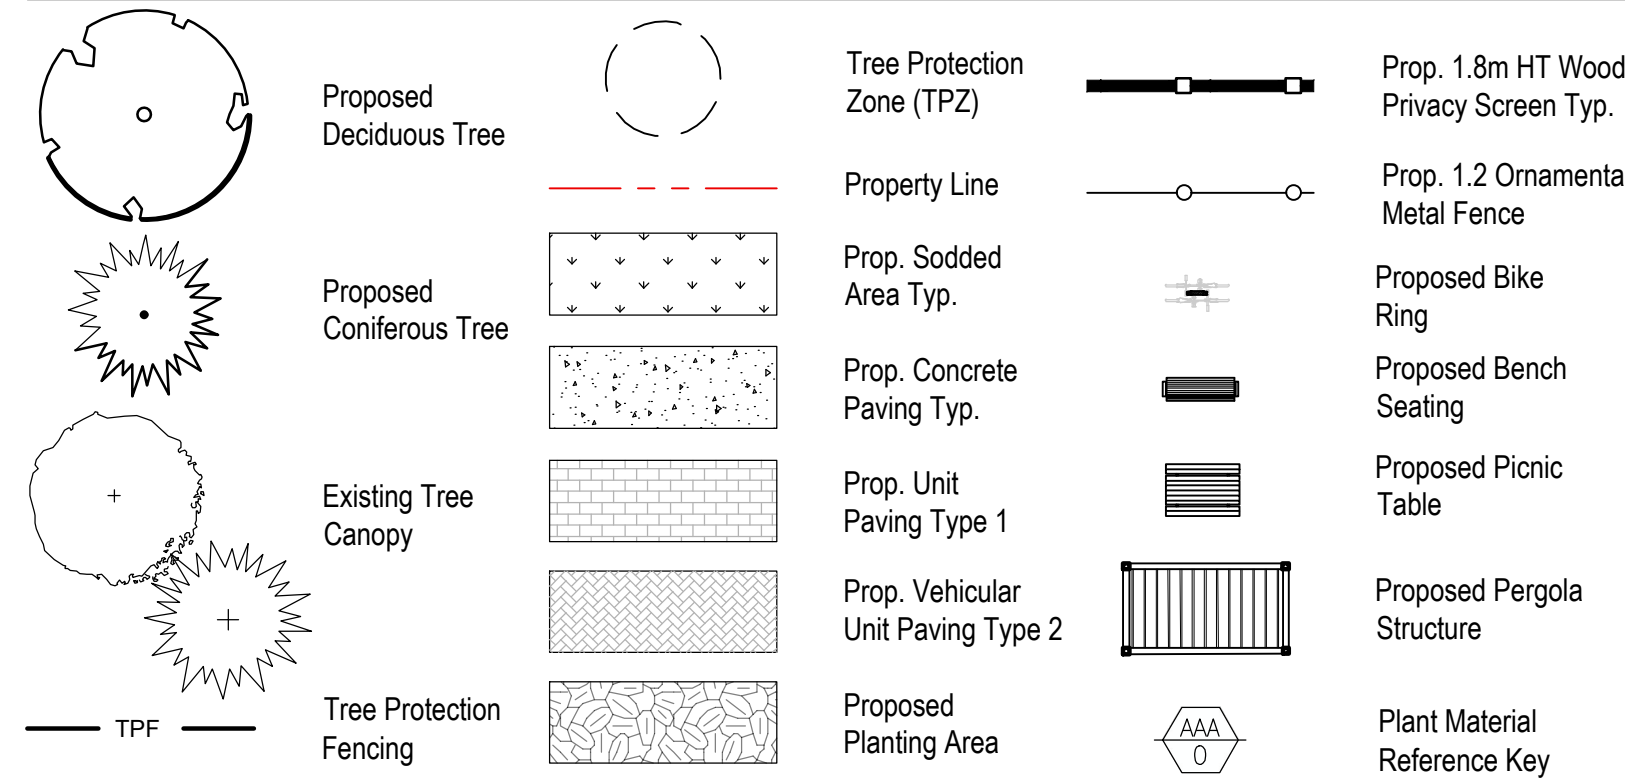 Proposed
Deciduous Tree
Proposed
Coniferous Tree
Existing Tree
Canopy
TPF
Tree Protection
Fencing
Tree Protection
Zone (TPZ)
Property Line
Prop. Sodded
Area Typ.
Prop. Concrete
Paving Typ.
Prop. Unit
Paving Type 1
Prop. Vehicular
Unit Paving Type 2
Proposed
Planting Area
Prop. 1.8m HT Wood
Privacy Screen Typ.
Prop. 1.2 Ornamenta
Metal Fence
Proposed Bike
Ring
Proposed Bench
Seating
Proposed Picnic
Table
Proposed Pergola
Structure
AAA
0
Plant Material
Reference Key